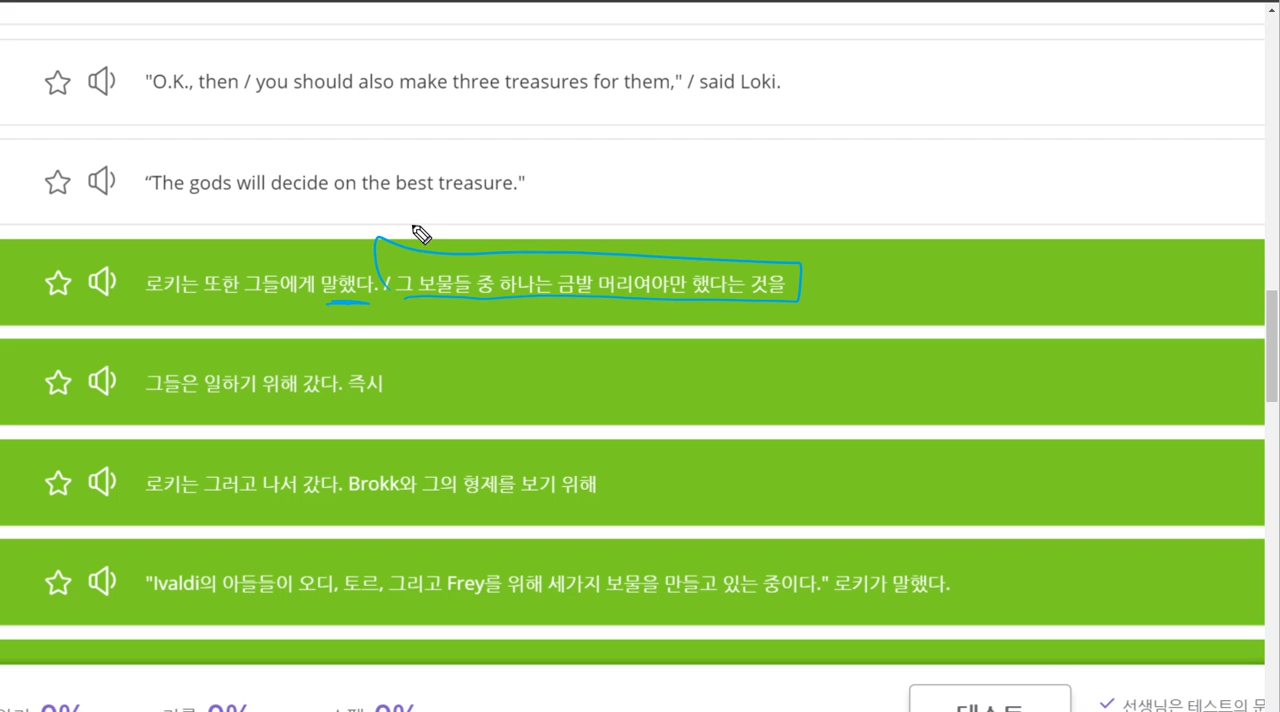 "O.K., then / you should also make three treasures for them," / said Loki.
“The gods will decide on the best treasure."
로키는 또한 그들에게 말했다. / 그 보물들 중 하나는 금발 머리여야만 했다는 것을
그들은 일하기 위해 갔다. 즉시
로키는 그러고 나서 갔다. Brokk와 그의 형제를 보기 위해
"Ivaldi의 아들들이 오디, 토르, 그리고 Frey를 위해 세가지 보물을 만들고 있는 중이다." 로키가 말했다.
0% 0% 0% 테스트 선생님은 테스트의 문